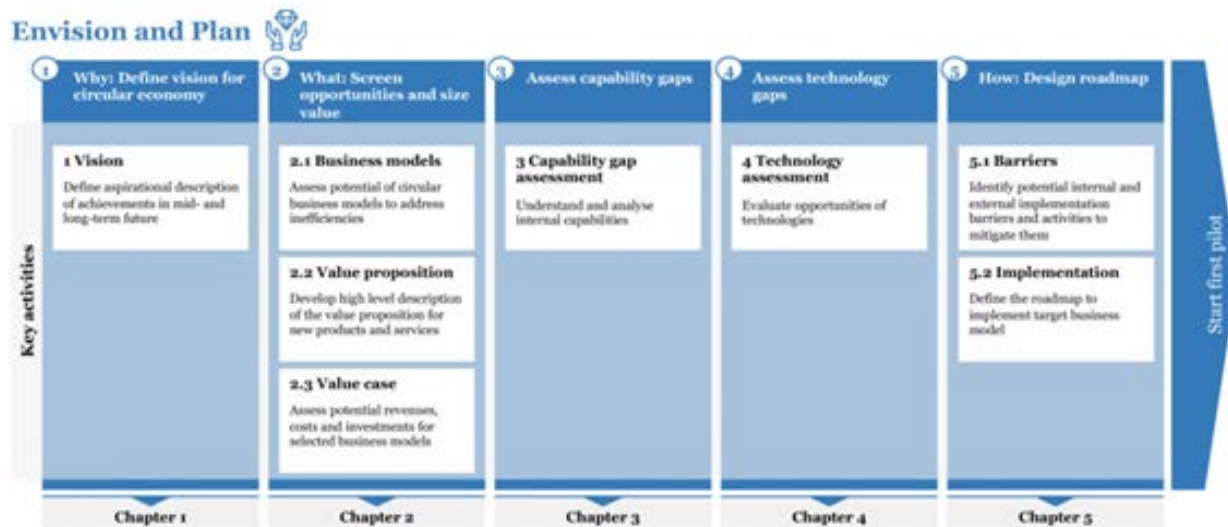 Envision and Plan
1
Why: Define vision for
circular economy
2
What: Screen
opportunities and size
value
3
Assess capability gaps
4
Assess technology
gaps
5
How: Design roadmap
Key activities
1 Vision
Define aspirational description
of achievements in mid- and
long-term future
2.1 Business models
Assess potential of circular
business models to address
inefficiencies
2.2 Value proposition
Develop high level description
of the value proposition for
new products and services
2.3 Value case
Assess potential revenues,
costs and investments for
selected business models
3 Capability gap
assessment
Understand and analyse
internal capabilities
4 Technology
assessment
Evaluate opportunities of
technologies
5.1 Barriers
Identify potential internal and
external implementation
barriers and activities to
mitigate them
5.2 Implementation
Define the roadmap to
implement target business
model
Start first pilot
Chapter 1
Chapter 2
Chapter 3
Chapter 4
Chapter 5